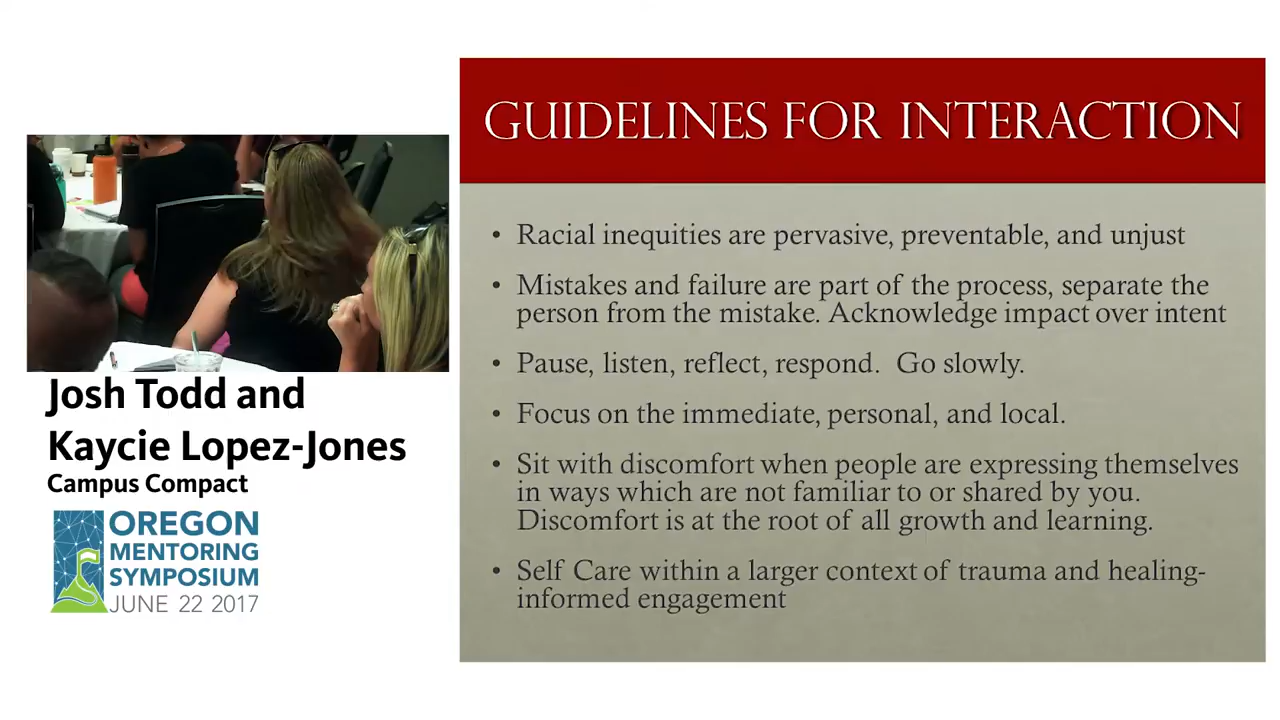 GUIDELINES FOR INTERACTION
• Racial inequities are pervasive, preventable, and unjust
• Mistakes and failure are part of the process, separate the
person from the mistake. Acknowledge impact over intent
• Pause, listen, reflect, respond.  Go slowly.
• Focus on the immediate, personal, and local.
• Sit with discomfort when people are expressing themselves
in ways which are not familiar to or shared by you.
Discomfort is at the root of all growth and learning.
• Self Care within a larger context of trauma and healing-
informed engagement
Josh Todd and
Kaycie Lopez-Jones
Campus Compact
OREGON
MENTORING
SYMPOSIUM
JUNE 22 2017